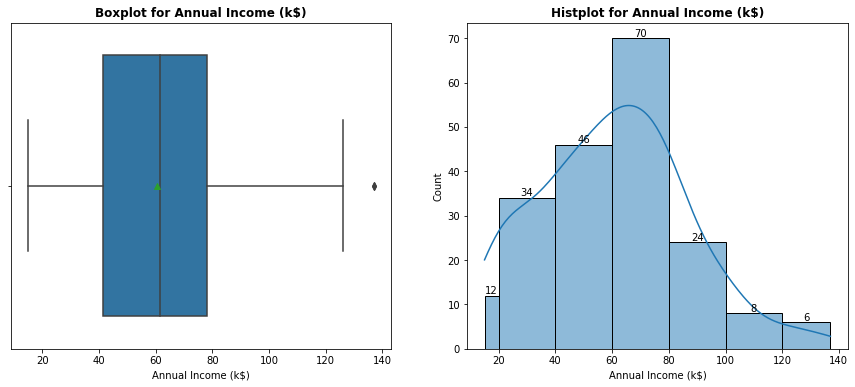 Boxplot for Annual Income (k$)
20 40 60 80 100 120 140
Annual Income (k$)
Histplot for Annual Income (k$)
70
60
50
40
30
20
10
0
Count
12
34
46
70
24
8
6
20 40 60 80 100 120 140
Annual Income (k$)